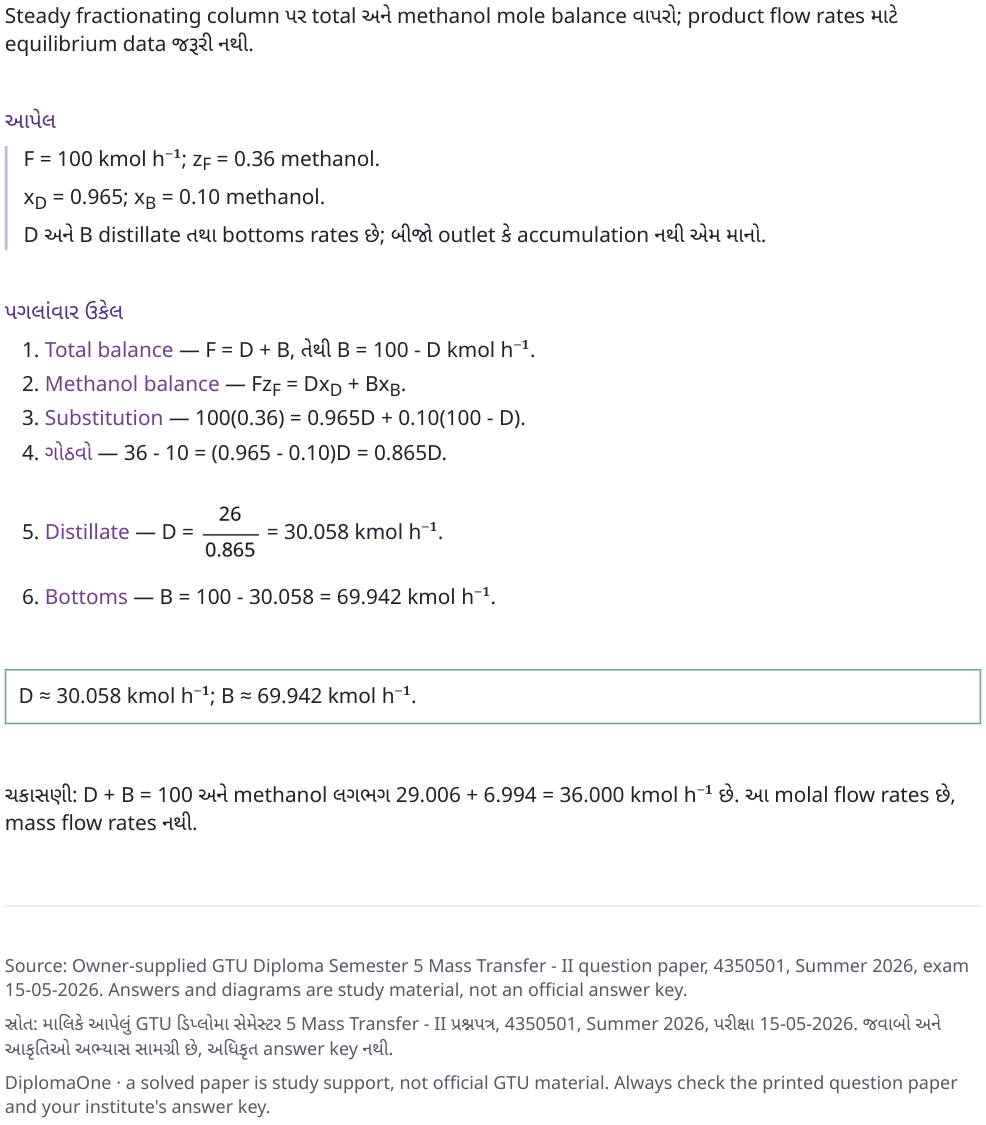 Steady fractionating column પર total અને methanol mole balance વાપરો; product flow rates માટે
equilibrium data જરૂરી નથી.
આપેલ
F = 100 kmol h⁻¹; z_F = 0.36 methanol.
x_D = 0.965; x_B = 0.10 methanol.
D અને B distillate તથા bottoms rates છે; બીજો outlet કે accumulation નથી એમ માનો.
પગલાંવાર ઉકેલ
1. Total balance — F = D + B, તેથી B = 100 - D kmol h⁻¹.
2. Methanol balance — Fz_F = Dx_D + Bx_B.
3. Substitution — 100(0.36) = 0.965D + 0.10(100 - D).
4. ગોઠવો — 36 - 10 = (0.965 - 0.10)D = 0.865D.
5. Distillate — D = 26/0.865 = 30.058 kmol h⁻¹.
6. Bottoms — B = 100 - 30.058 = 69.942 kmol h⁻¹.
D ≈ 30.058 kmol h⁻¹; B ≈ 69.942 kmol h⁻¹.
ચકાસણી: D + B = 100 અને methanol લગભગ 29.006 + 6.994 = 36.000 kmol h⁻¹ છે. આ molal flow rates છે,
mass flow rates નથી.
Source: Owner-supplied GTU Diploma Semester 5 Mass Transfer - II question paper, 4350501, Summer 2026, exam
15-05-2026. Answers and diagrams are study material, not an official answer key.
સ્રોત: માલિકે આપેલું GTU ડિપ્લોમા સેમેસ્ટર 5 Mass Transfer - II પ્રશ્નપત્ર, 4350501, Summer 2026, પરીક્ષા 15-05-2026. જવાબો અને
આકૃતિઓ અભ્યાસ સામગ્રી છે, અધિકૃત answer key નથી.
DiplomaOne · a solved paper is study support, not official GTU material. Always check the printed question paper
and your institute's answer key.